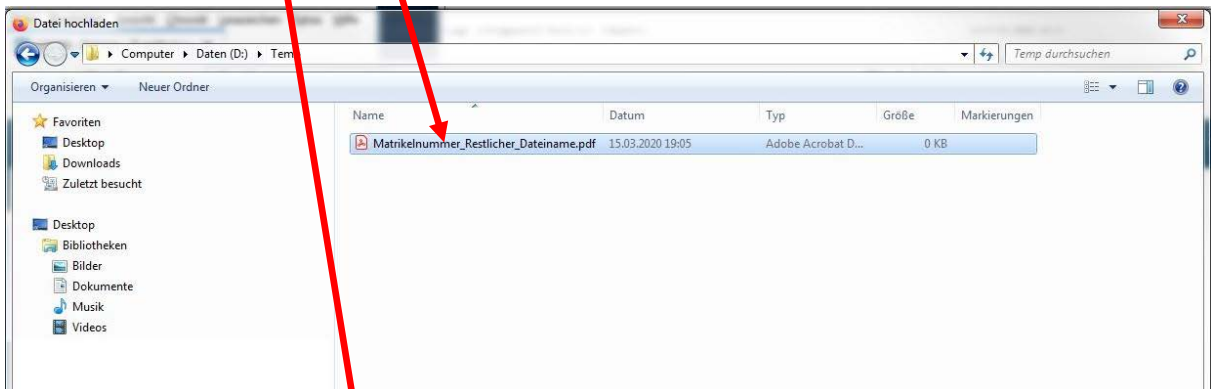 Datei hochladen
Computer ▸ Daten (D:) ▸ Tem
Temp durchsuchen
Organisieren ▾ Neuer Ordner
Name Datum Typ Größe Markierungen
Matrikelnummer_Restlicher_Dateiname.pdf 15.03.2020 19:05 Adobe Acrobat D... 0 KB
Favoriten
Desktop
Downloads
Zuletzt besucht
Desktop
Bibliotheken
Bilder
Dokumente
Musik
Videos